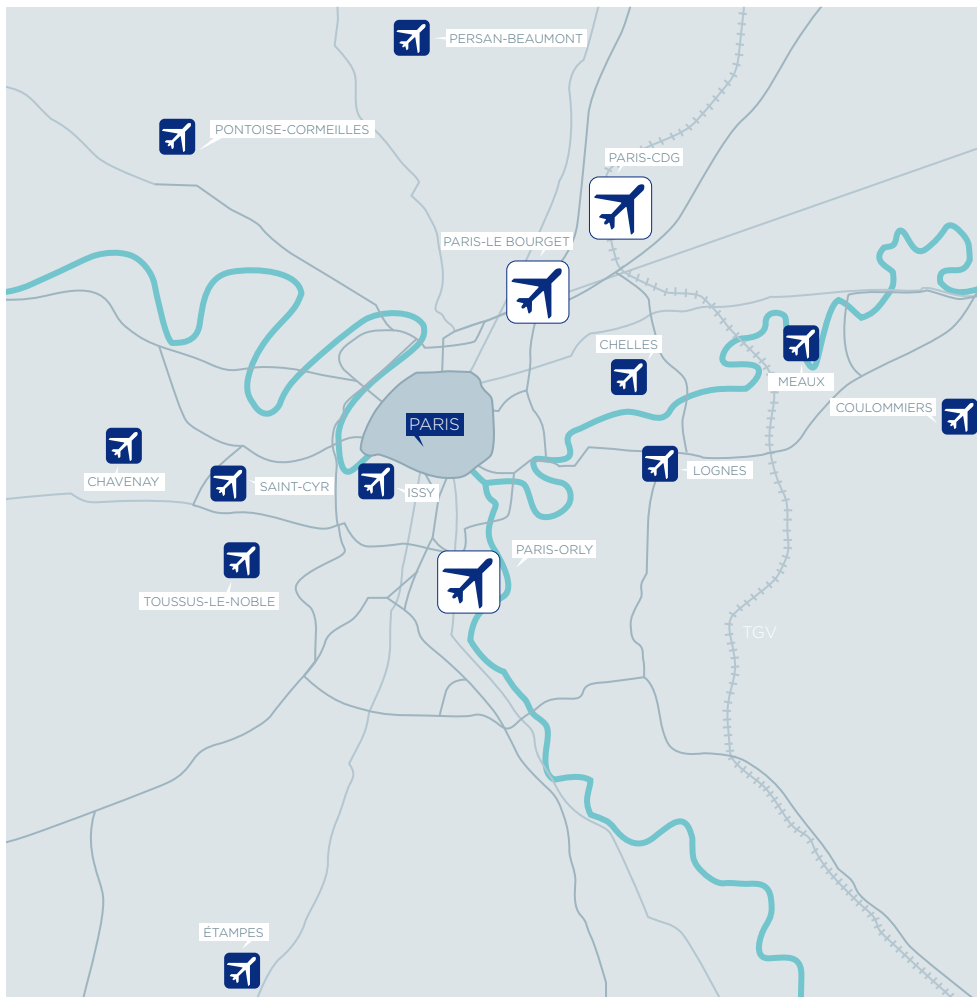 PERSAN-BEAUMONT
PONTOISE-CORMEILLES
PARIS-CDG
PARIS-LE BOURGET
CHELLES
MEAUX
COULOMMIERS
PARIS
CHAVENAY
SAINT-CYR
ISSY
LOGNES
PARIS-ORLY
TOUSSUS-LE-NOBLE
TGV
ÉTAMPES